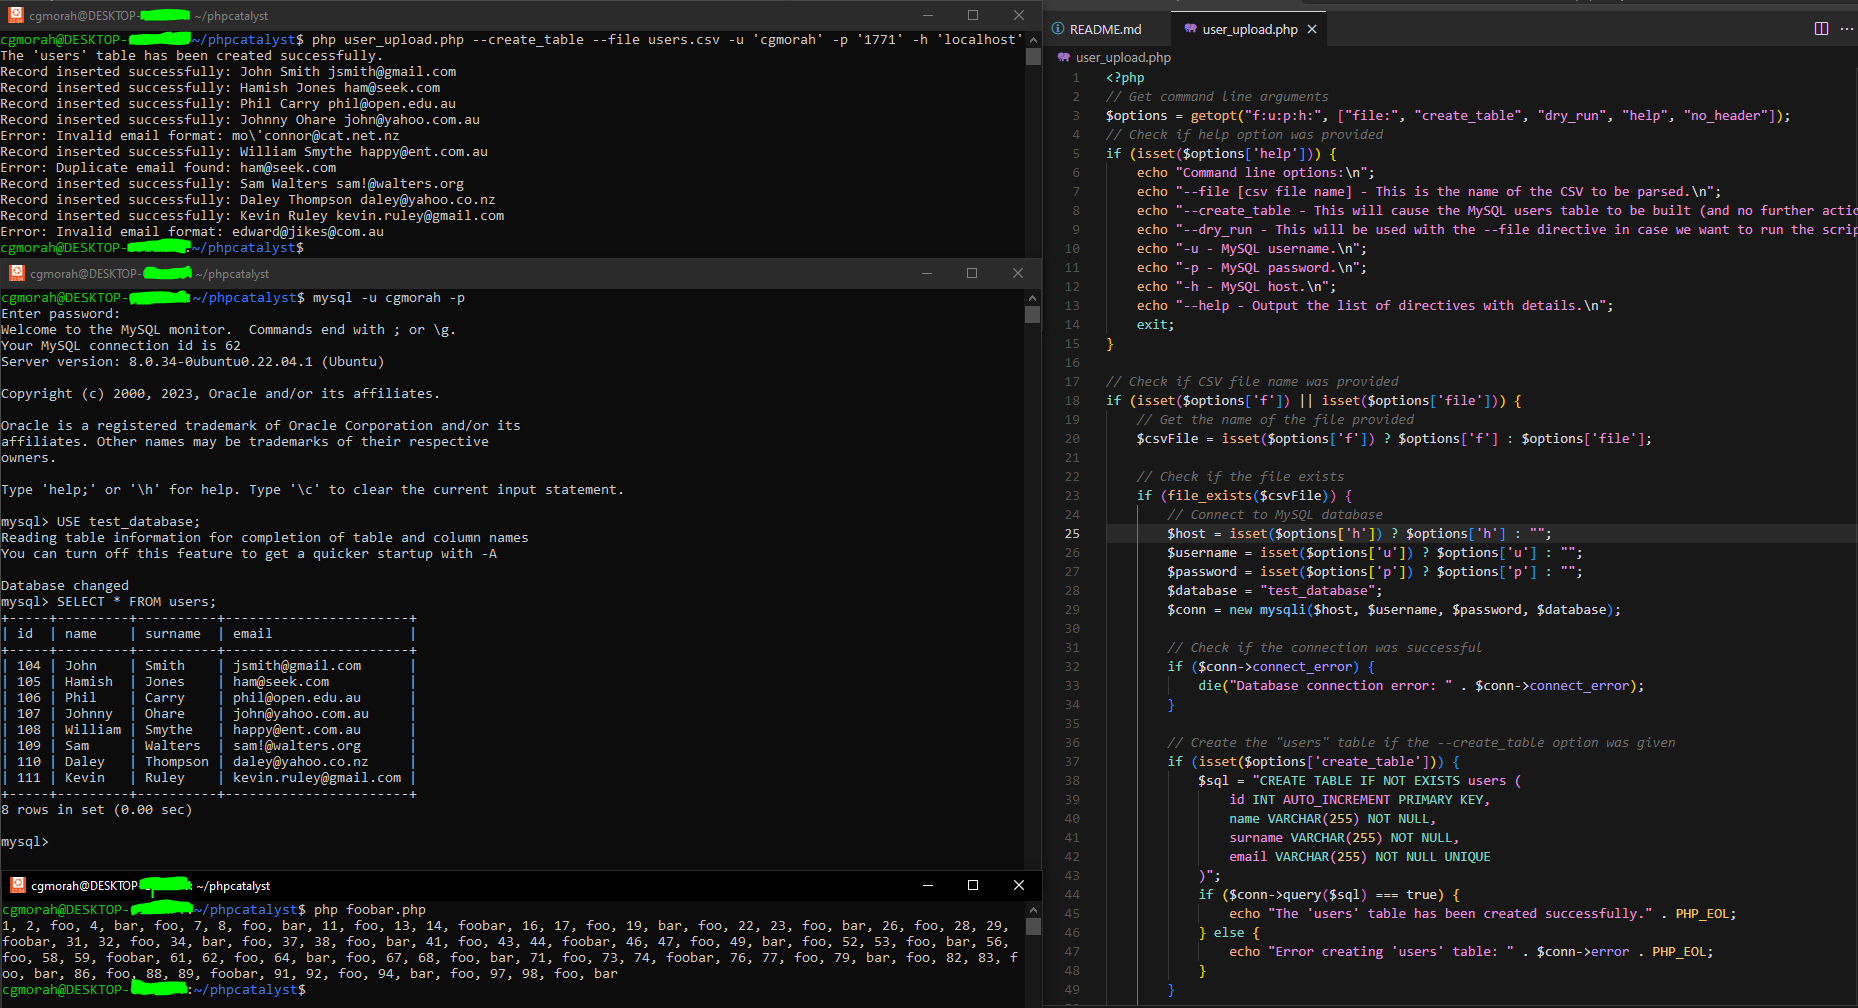 cgmorah@DESKTOP- ~/phpcatalyst
cgmorah@DESKTOP- ~/phpcatalyst$ php user_upload.php --create_table --file users.csv -u 'cgmorah' -p '1771' -h 'localhost'
The 'users' table has been created successfully.
Record inserted successfully: John Smith jsmith@gmail.com
Record inserted successfully: Hamish Jones ham@seek.com
Record inserted successfully: Phil Carry phil@open.edu.au
Record inserted successfully: Johnny Ohare john@yahoo.com.au
Error: Invalid email format: mo\'connor@cat.net.nz
Record inserted successfully: William Smythe happy@ent.com.au
Error: Duplicate email found: ham@seek.com
Record inserted successfully: Sam Walters sam!@walters.org
Record inserted successfully: Daley Thompson daley@yahoo.co.nz
Record inserted successfully: Kevin Ruley kevin.ruley@gmail.com
Error: Invalid email format: edward@jikes@com.au
cgmorah@DESKTOP- :~/phpcatalyst$
cgmorah@DESKTOP- ~/phpcatalyst
cgmorah@DESKTOP- ~/phpcatalyst$ mysql -u cgmorah -p
Enter password:
Welcome to the MySQL monitor.  Commands end with ; or \g.
Your MySQL connection id is 62
Server version: 8.0.34-0ubuntu0.22.04.1 (Ubuntu)
Copyright (c) 2000, 2023, Oracle and/or its affiliates.
Oracle is a registered trademark of Oracle Corporation and/or its
affiliates. Other names may be trademarks of their respective
owners.
Type 'help;' or '\h' for help. Type '\c' to clear the current input statement.
mysql> USE test_database;
Reading table information for completion of table and column names
You can turn off this feature to get a quicker startup with -A
Database changed
mysql> SELECT * FROM users;
+-----+---------+----------+-----------------------+
| id  | name    | surname  | email                 |
+-----+---------+----------+-----------------------+
| 104 | John    | Smith    | jsmith@gmail.com      |
| 105 | Hamish  | Jones    | ham@seek.com          |
| 106 | Phil    | Carry    | phil@open.edu.au      |
| 107 | Johnny  | Ohare    | john@yahoo.com.au     |
| 108 | William | Smythe   | happy@ent.com.au      |
| 109 | Sam     | Walters  | sam!@walters.org      |
| 110 | Daley   | Thompson | daley@yahoo.co.nz     |
| 111 | Kevin   | Ruley    | kevin.ruley@gmail.com |
+-----+---------+----------+-----------------------+
8 rows in set (0.00 sec)
mysql>
cgmorah@DESKTOP- : ~/phpcatalyst
cgmorah@DESKTOP- :~/phpcatalyst$ php foobar.php
1, 2, foo, 4, bar, foo, 7, 8, foo, bar, 11, foo, 13, 14, foobar, 16, 17, foo, 19, bar, foo, 22, 23, foo, bar, 26, foo, 28, 29,
foobar, 31, 32, foo, 34, bar, foo, 37, 38, foo, bar, 41, foo, 43, 44, foobar, 46, 47, foo, 49, bar, foo, 52, 53, foo, bar, 56,
foo, 58, 59, foobar, 61, 62, foo, 64, bar, foo, 67, 68, foo, bar, 71, foo, 73, 74, foobar, 76, 77, foo, 79, bar, foo, 82, 83, f
oo, bar, 86, foo, 88, 89, foobar, 91, 92, foo, 94, bar, foo, 97, 98, foo, bar
cgmorah@DESKTOP- :~/phpcatalyst$
README.md
user_upload.php
user_upload.php
1 <?php
2 // Get command line arguments
3 $options = getopt("f:u:p:h:", ["file:", "create_table", "dry_run", "help", "no_header"]);
4 // Check if help option was provided
5 if (isset($options['help'])) {
6 echo "Command line options:\n";
7 echo "--file [csv file name] - This is the name of the CSV to be parsed.\n";
8 echo "--create_table - This will cause the MySQL users table to be built (and no further actio
9 echo "--dry_run - This will be used with the --file directive in case we want to run the scrip
10 echo "-u - MySQL username.\n";
11 echo "-p - MySQL password.\n";
12 echo "-h - MySQL host.\n";
13 echo "--help - Output the list of directives with details.\n";
14 exit;
15 }
16
17 // Check if CSV file name was provided
18 if (isset($options['f']) || isset($options['file'])) {
19 // Get the name of the file provided
20 $csvFile = isset($options['f']) ? $options['f'] : $options['file'];
21
22 // Check if the file exists
23 if (file_exists($csvFile)) {
24 // Connect to MySQL database
25 $host = isset($options['h']) ? $options['h'] : "";
26 $username = isset($options['u']) ? $options['u'] : "";
27 $password = isset($options['p']) ? $options['p'] : "";
28 $database = "test_database";
29 $conn = new mysqli($host, $username, $password, $database);
30
31 // Check if the connection was successful
32 if ($conn->connect_error) {
33 die("Database connection error: " . $conn->connect_error);
34 }
35
36 // Create the "users" table if the --create_table option was given
37 if (isset($options['create_table'])) {
38 $sql = "CREATE TABLE IF NOT EXISTS users (
39 id INT AUTO_INCREMENT PRIMARY KEY,
40 name VARCHAR(255) NOT NULL,
41 surname VARCHAR(255) NOT NULL,
42 email VARCHAR(255) NOT NULL UNIQUE
43 )";
44 if ($conn->query($sql) === true) {
45 echo "The 'users' table has been created successfully." . PHP_EOL;
46 } else {
47 echo "Error creating 'users' table: " . $conn->error . PHP_EOL;
48 }
49 }